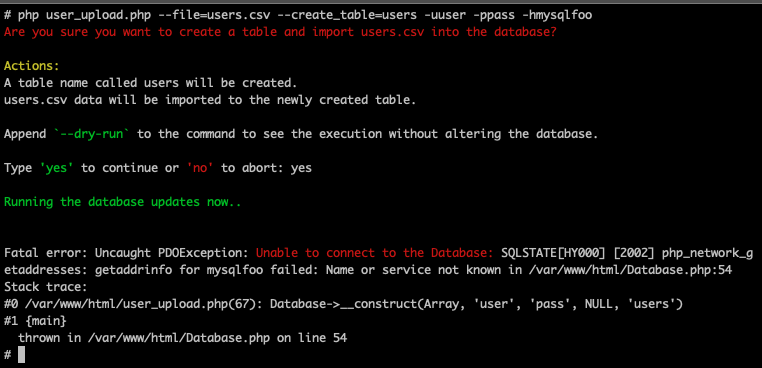 # php user_upload.php --file=users.csv --create_table=users -uuser -ppass -hmysqlfoo
Are you sure you want to create a table and import users.csv into the database?
Actions:
A table name called users will be created.
users.csv data will be imported to the newly created table.
Append `--dry-run` to the command to see the execution without altering the database.
Type 'yes' to continue or 'no' to abort: yes
Running the database updates now..
Fatal error: Uncaught PDOException: Unable to connect to the Database: SQLSTATE[HY000] [2002] php_network_g
etaddresses: getaddrinfo for mysqlfoo failed: Name or service not known in /var/www/html/Database.php:54
Stack trace:
#0 /var/www/html/user_upload.php(67): Database->__construct(Array, 'user', 'pass', NULL, 'users')
#1 {main}
  thrown in /var/www/html/Database.php on line 54
#